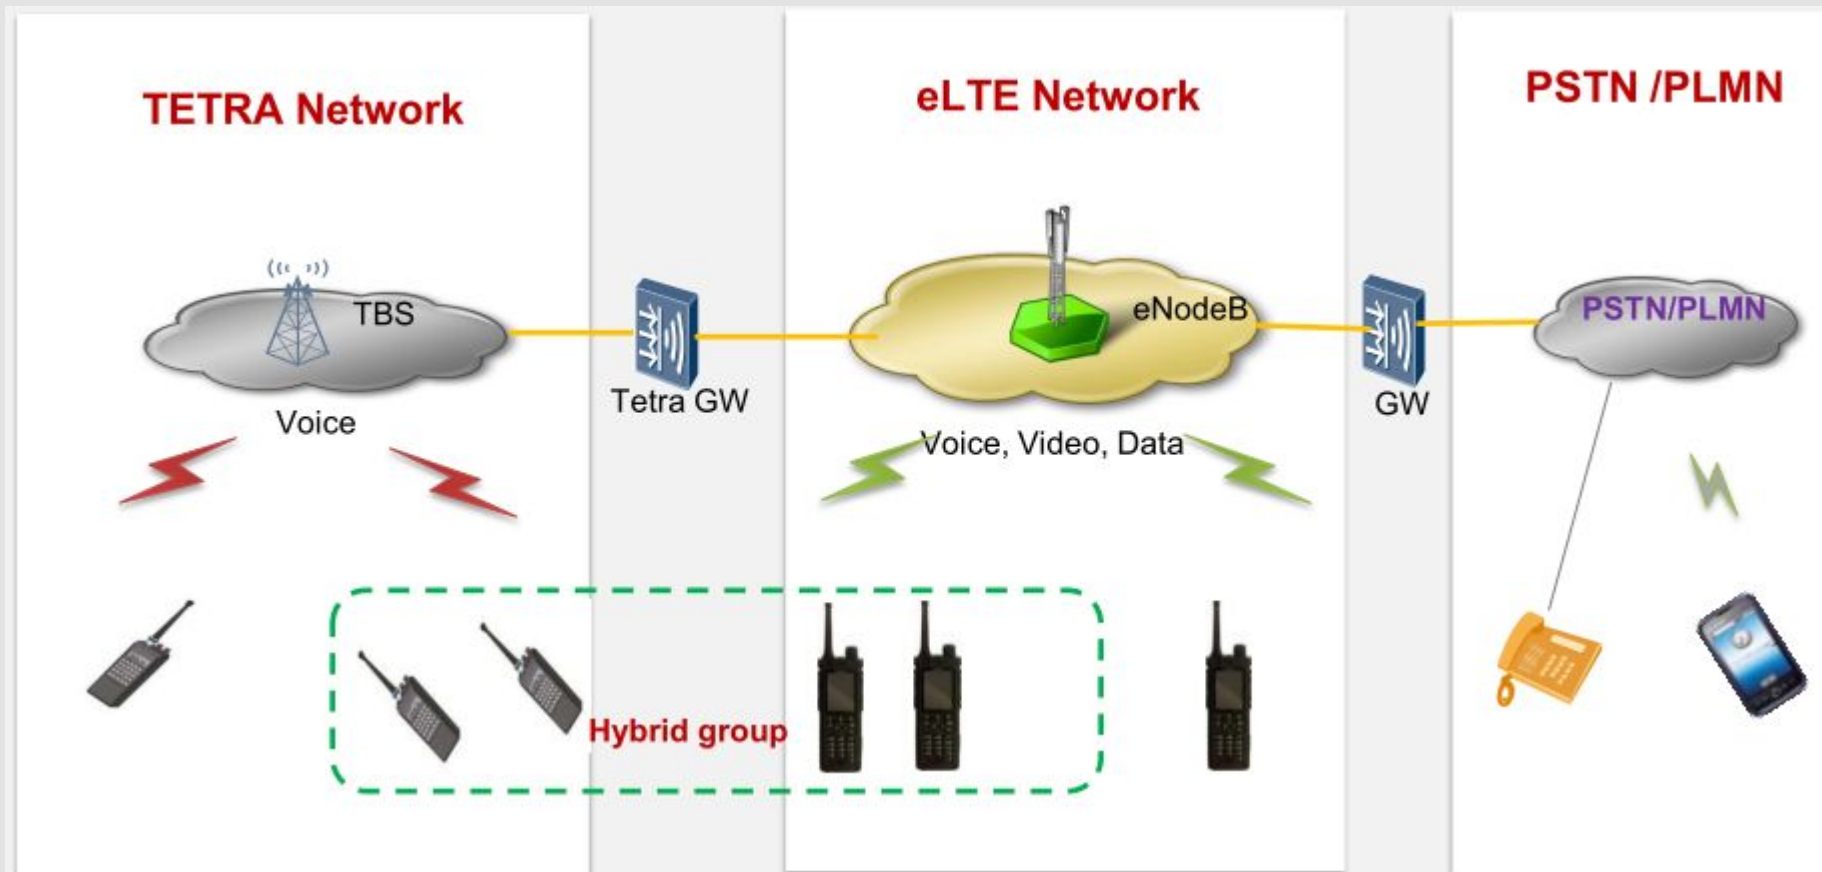 TETRA Network
eLTE Network
PSTN /PLMN
TBS
eNodeB
PSTN/PLMN
Tetra GW
GW
Voice
Voice, Video, Data
Hybrid group